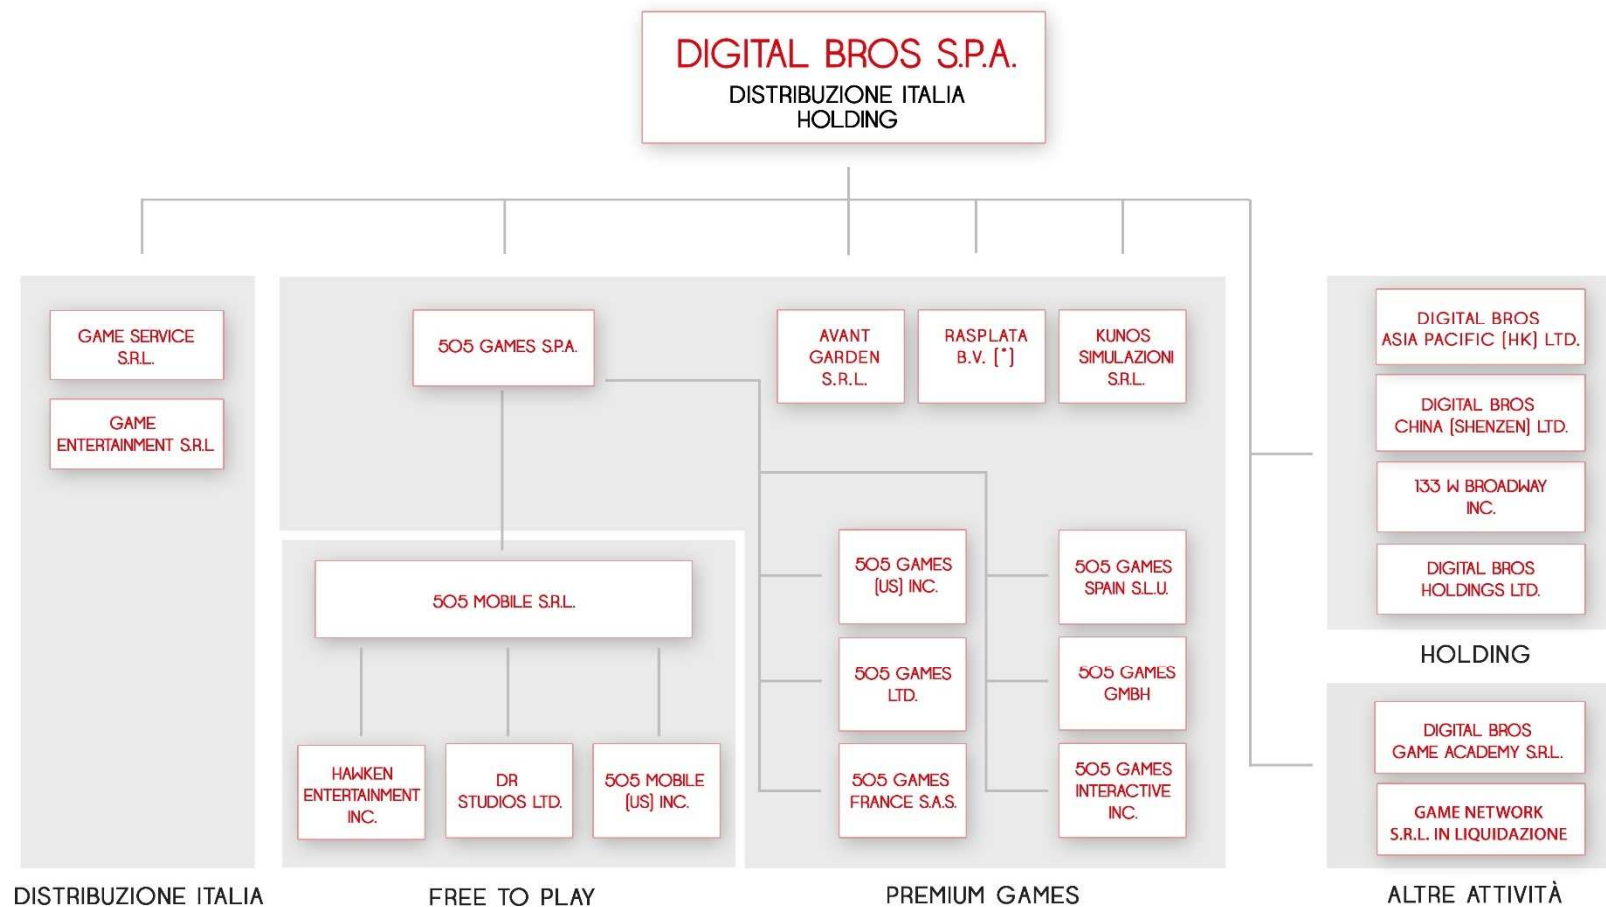 DIGITAL BROS S.P.A.
DISTRIBUZIONE ITALIA
HOLDING
GAME SERVICE
S.R.L.
GAME
ENTERTAINMENT S.R.L
505 GAMES S.P.A.
AVANT
GARDEN
S.R.L.
RASPLATA
B.V. (*)
KUNOS
SIMULAZIONI
S.R.L.
505 MOBILE S.R.L.
HAWKEN
ENTERTAINMENT
INC.
DR
STUDIOS LTD.
505 MOBILE
(US) INC.
505 GAMES
(US) INC.
505 GAMES
LTD.
505 GAMES
FRANCE S.A.S.
505 GAMES
SPAIN S.L.U.
505 GAMES
GMBH
505 GAMES
INTERACTIVE
INC.
DIGITAL BROS
ASIA PACIFIC (HK) LTD.
DIGITAL BROS
CHINA (SHENZEN) LTD.
133 W BROADWAY
INC.
DIGITAL BROS
HOLDINGS LTD.
HOLDING
DIGITAL BROS
GAME ACADEMY S.R.L.
GAME NETWORK
S.R.L. IN LIQUIDAZIONE
DISTRIBUZIONE ITALIA
FREE TO PLAY
PREMIUM GAMES
ALTRE ATTIVITÀ